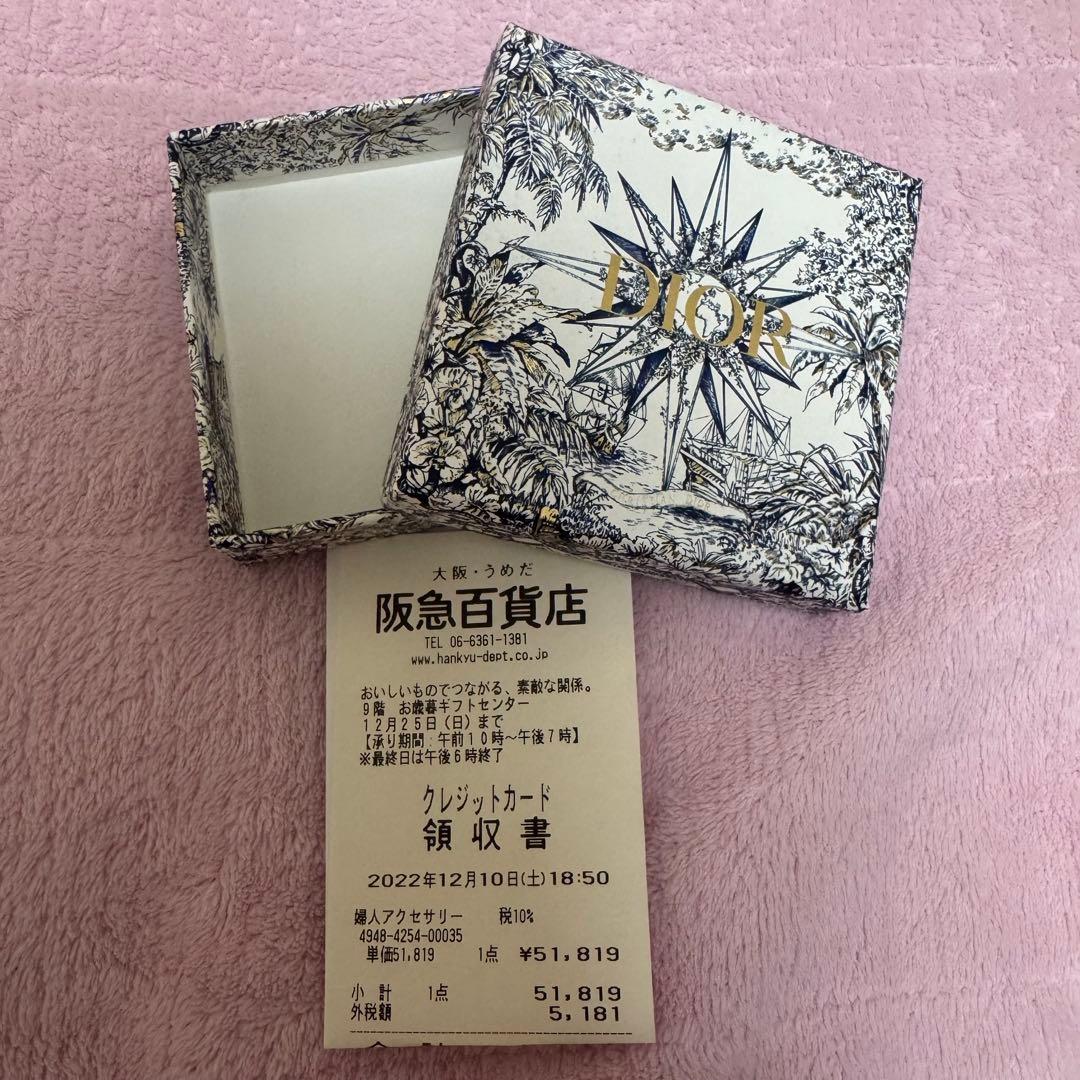 DIOR
CHRISTIAN DIOR
大阪・うめだ
阪急百貨店
TEL 06-6361-1381
www.hankyu-dept.co.jp
おいしいものでつながる、素敵な関係。
9階 お歳暮ギフトセンター
12月25日(日)まで
【承り期間:午前10時~午後7時】
※最終日は午後6時終了
クレジットカード
領収書
2022年12月10日(土)18:50
婦人アクセサリー 税10%
4948-4254-00035
単価51,819 1点 ¥51,819
小 計 1点 51,819
外税額 5,181